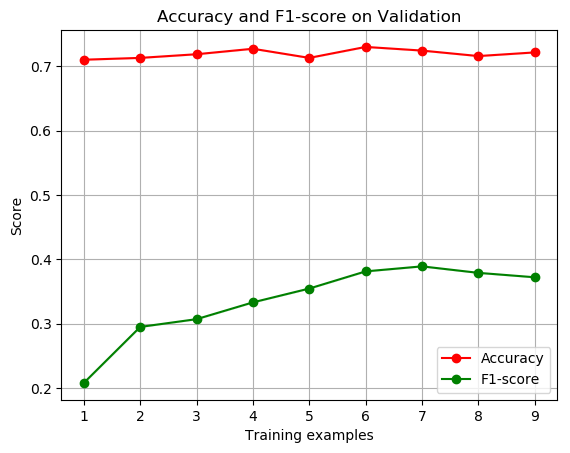 Accuracy and F1-score on Validation
Score
0.7
0.6
0.5
0.4
0.3
0.2
Accuracy
F1-score
1 2 3 4 5 6 7 8 9
Training examples